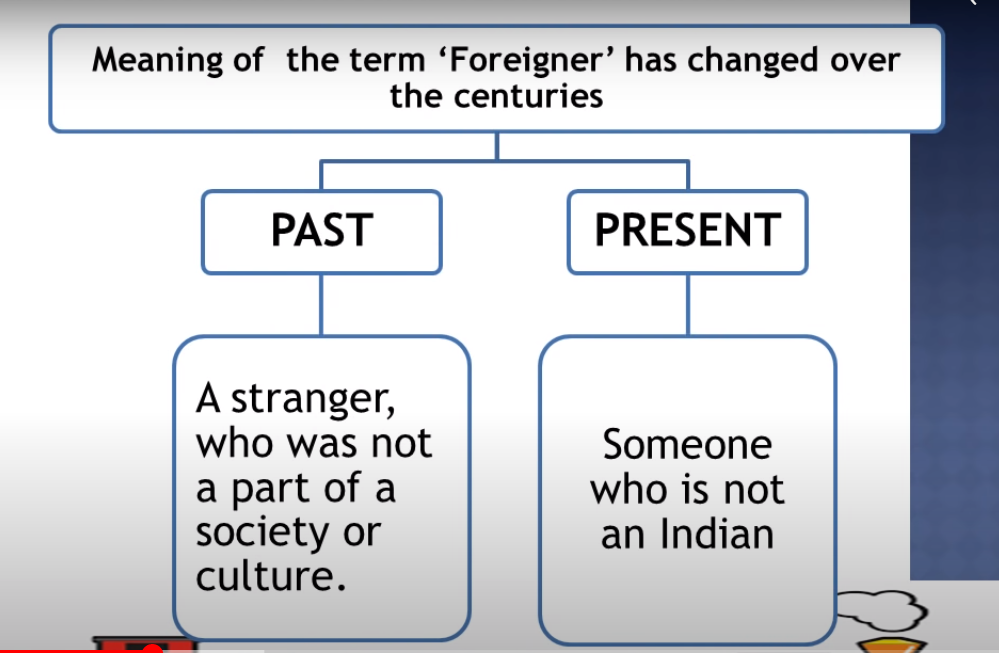 Meaning of  the term ‘Foreigner’ has changed over
the centuries
PAST
PRESENT
A stranger,
who was not
a part of a
society or
culture.
Someone
who is not
an Indian